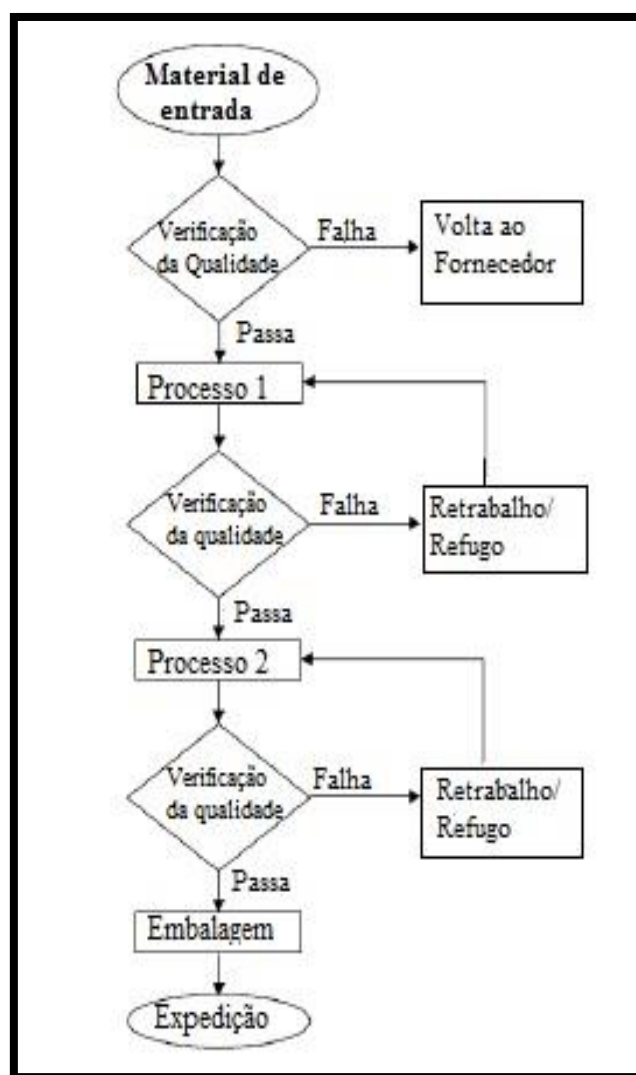 Material de
entrada
Verificação
da Qualidade
Falha
Volta ao
Fornecedor
Passa
Processo 1
Verificação
da qualidade
Falha
Retrabalho/
Refugo
Passa
Processo 2
Verificação
da qualidade
Falha
Retrabalho/
Refugo
Passa
Embalagem
Expedição